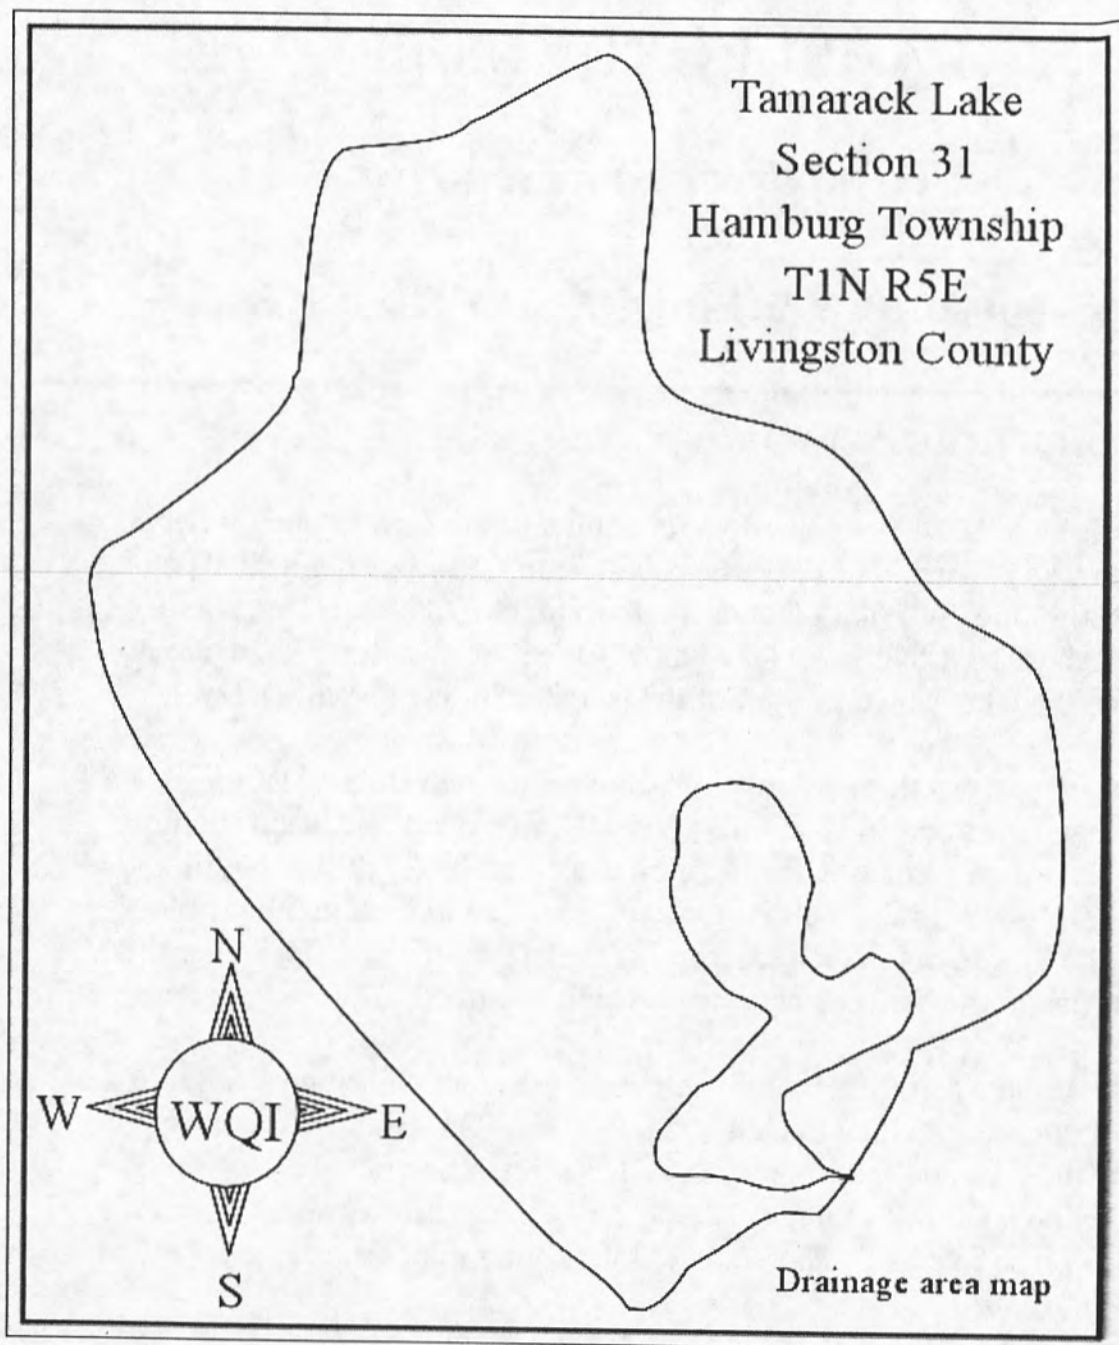 Tamarack Lake
Section 31
Hamburg Township
T1N R5E
Livingston County
N
W
WQI
E
S
Drainage area map